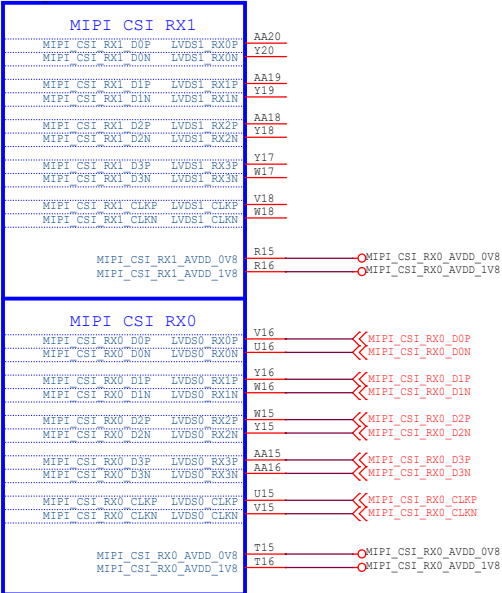 MIPI CSI RX1
MIPI_CSI_RX1_D0P LVDS1_RX0P AA20
MIPI_CSI_RX1_D0N LVDS1_RX0N Y20
MIPI_CSI_RX1_D1P LVDS1_RX1P AA19
MIPI_CSI_RX1_D1N LVDS1_RX1N Y19
MIPI_CSI_RX1_D2P LVDS1_RX2P AA18
MIPI_CSI_RX1_D2N LVDS1_RX2N Y18
MIPI_CSI_RX1_D3P LVDS1_RX3P Y17
MIPI_CSI_RX1_D3N LVDS1_RX3N W17
MIPI_CSI_RX1_CLKP LVDS1_CLKP V18
MIPI_CSI_RX1_CLKN LVDS1_CLKN W18
MIPI_CSI_RX1_AVDD_0V8 R15 MIPI_CSI_RX0_AVDD_0V8
MIPI_CSI_RX1_AVDD_1V8 R16 MIPI_CSI_RX0_AVDD_1V8
MIPI CSI RX0
MIPI_CSI_RX0_D0P LVDS0_RX0P V16 MIPI_CSI_RX0_D0P
MIPI_CSI_RX0_D0N LVDS0_RX0N U16 MIPI_CSI_RX0_D0N
MIPI_CSI_RX0_D1P LVDS0_RX1P Y16 MIPI_CSI_RX0_D1P
MIPI_CSI_RX0_D1N LVDS0_RX1N W16 MIPI_CSI_RX0_D1N
MIPI_CSI_RX0_D2P LVDS0_RX2P W15 MIPI_CSI_RX0_D2P
MIPI_CSI_RX0_D2N LVDS0_RX2N Y15 MIPI_CSI_RX0_D2N
MIPI_CSI_RX0_D3P LVDS0_RX3P AA15 MIPI_CSI_RX0_D3P
MIPI_CSI_RX0_D3N LVDS0_RX3N AA16 MIPI_CSI_RX0_D3N
MIPI_CSI_RX0_CLKP LVDS0_CLKP U15 MIPI_CSI_RX0_CLKP
MIPI_CSI_RX0_CLKN LVDS0_CLKN V15 MIPI_CSI_RX0_CLKN
MIPI_CSI_RX0_AVDD_0V8 T15 MIPI_CSI_RX0_AVDD_0V8
MIPI_CSI_RX0_AVDD_1V8 T16 MIPI_CSI_RX0_AVDD_1V8